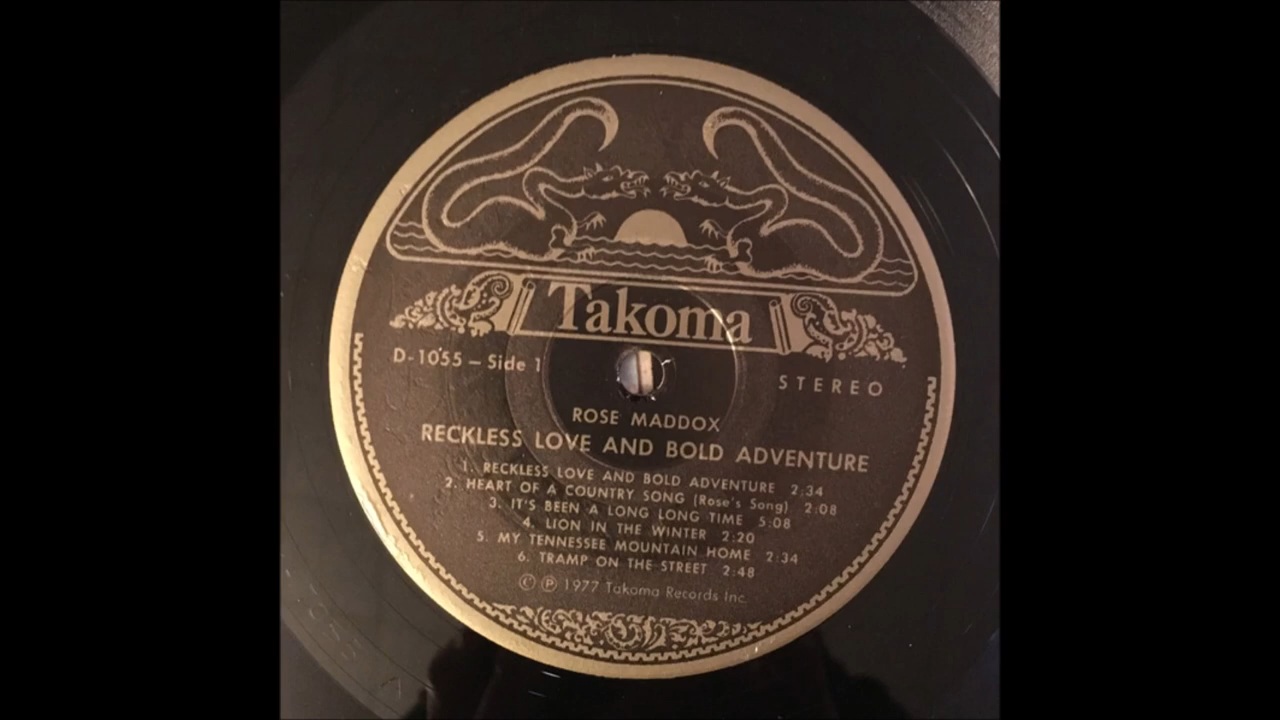 Takoma
D-1055 – Side 1
STEREO
ROSE MADDOX
RECKLESS LOVE AND BOLD ADVENTURE
1. RECKLESS LOVE AND BOLD ADVENTURE 2:34
2. HEART OF A COUNTRY SONG (Rose's Song) 2:08
3. IT'S BEEN A LONG LONG TIME 5:08
4. LION IN THE WINTER 2:20
5. MY TENNESSEE MOUNTAIN HOME 2:34
6. TRAMP ON THE STREET 2:48
© ℗ 1977 Takoma Records Inc.